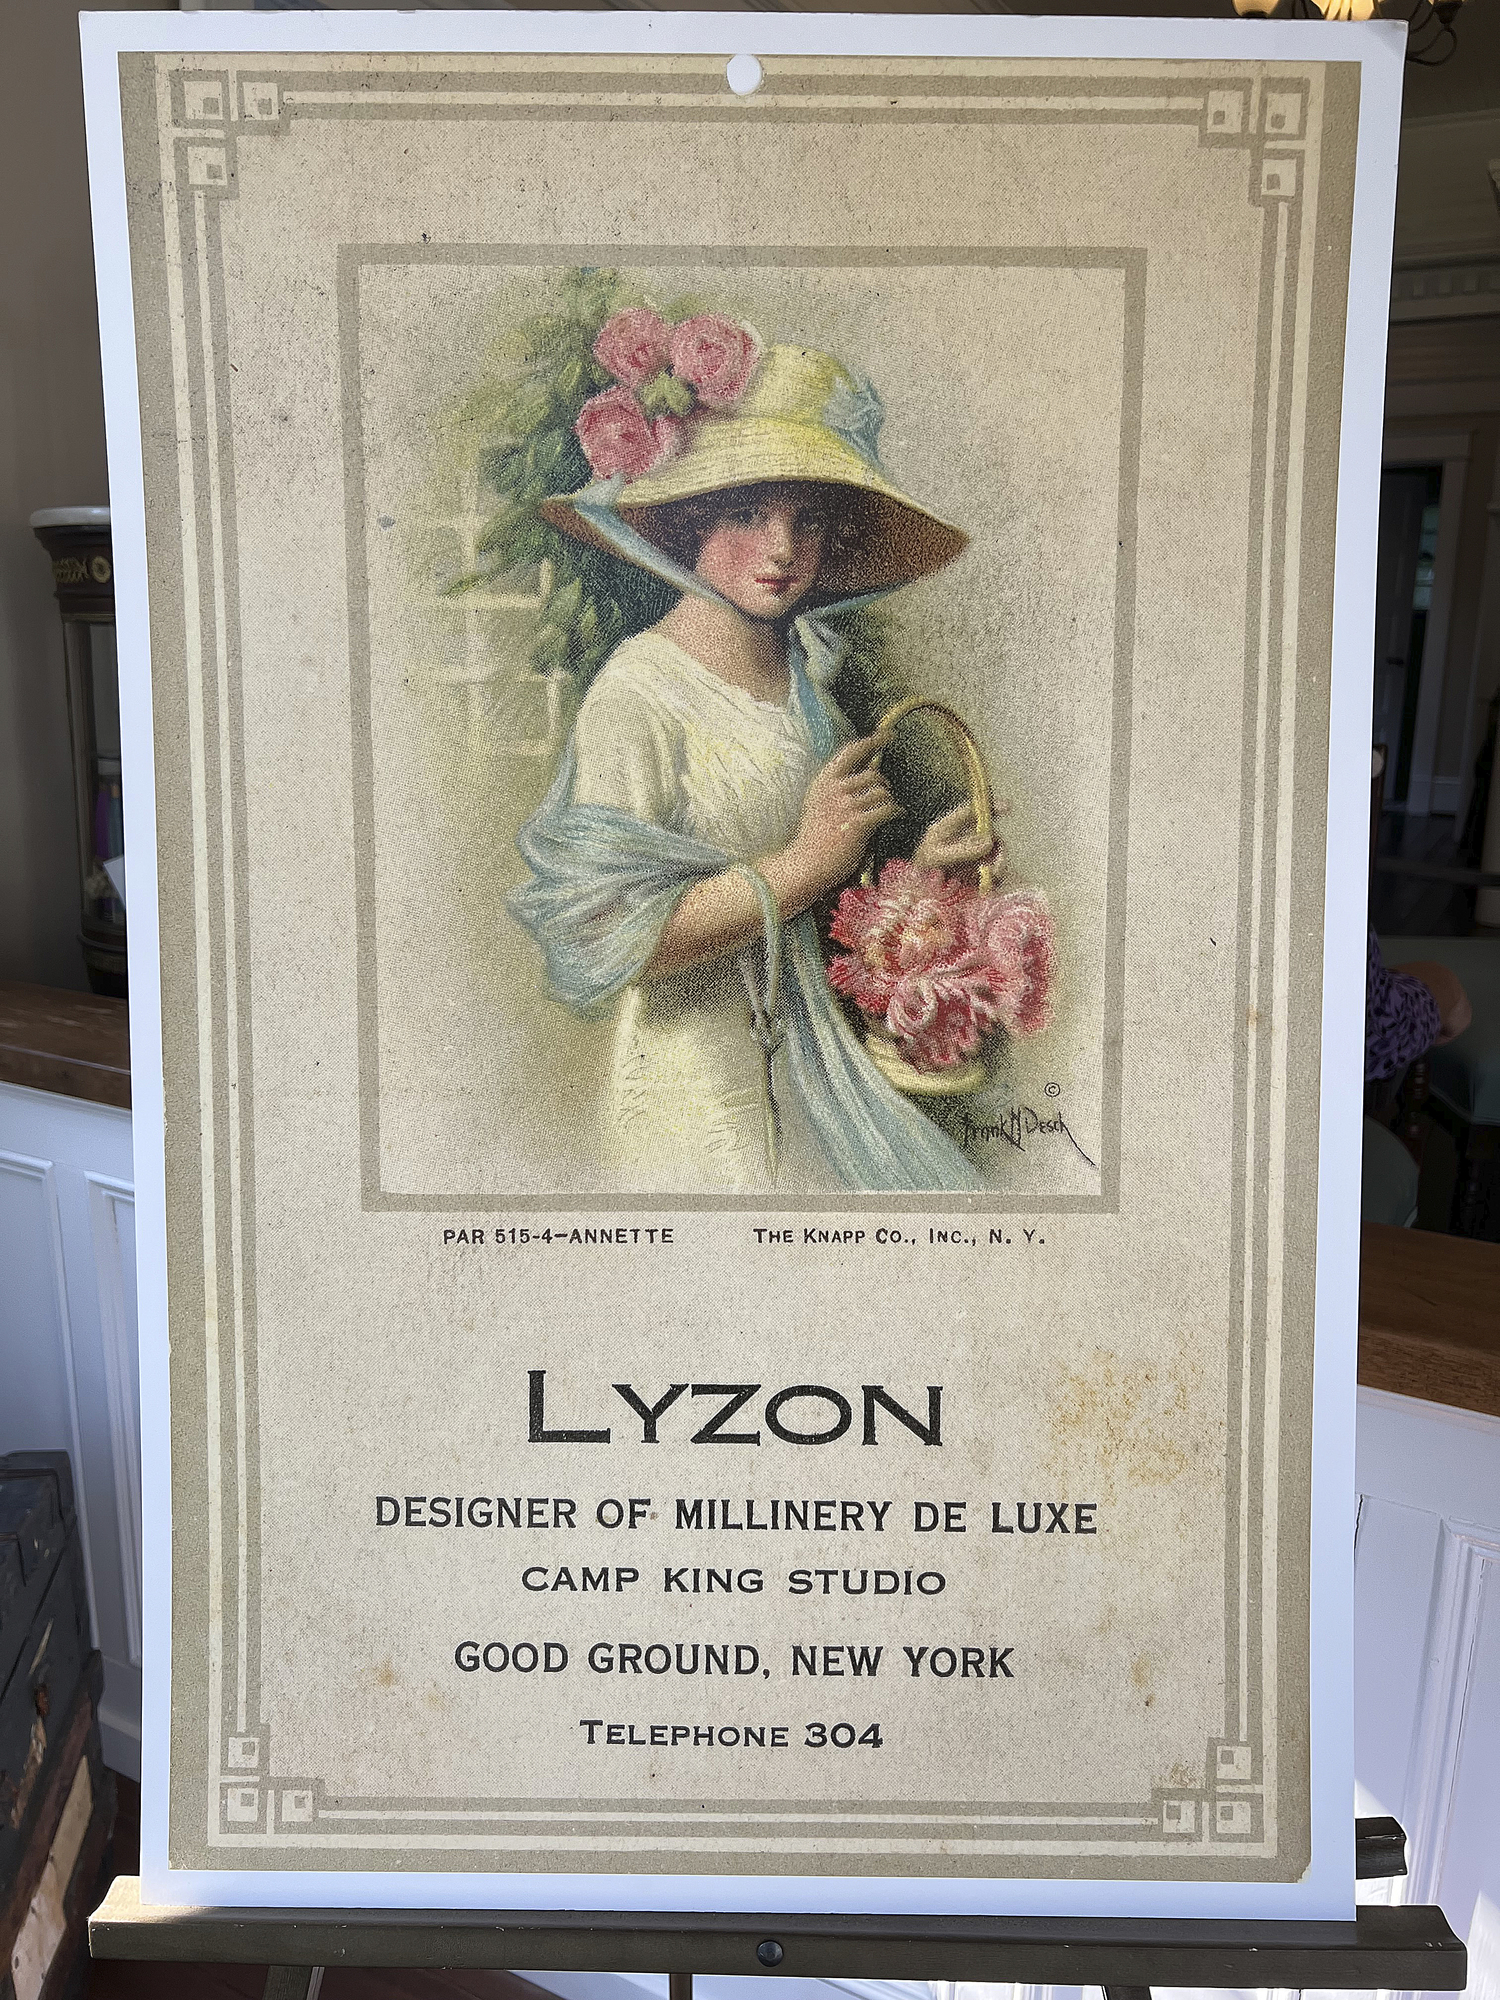 ©
Frank H Desch
PAR 515-4-ANNETTE THE KNAPP CO., INC., N. Y.
LYZON
DESIGNER OF MILLINERY DE LUXE
CAMP KING STUDIO
GOOD GROUND, NEW YORK
TELEPHONE 304